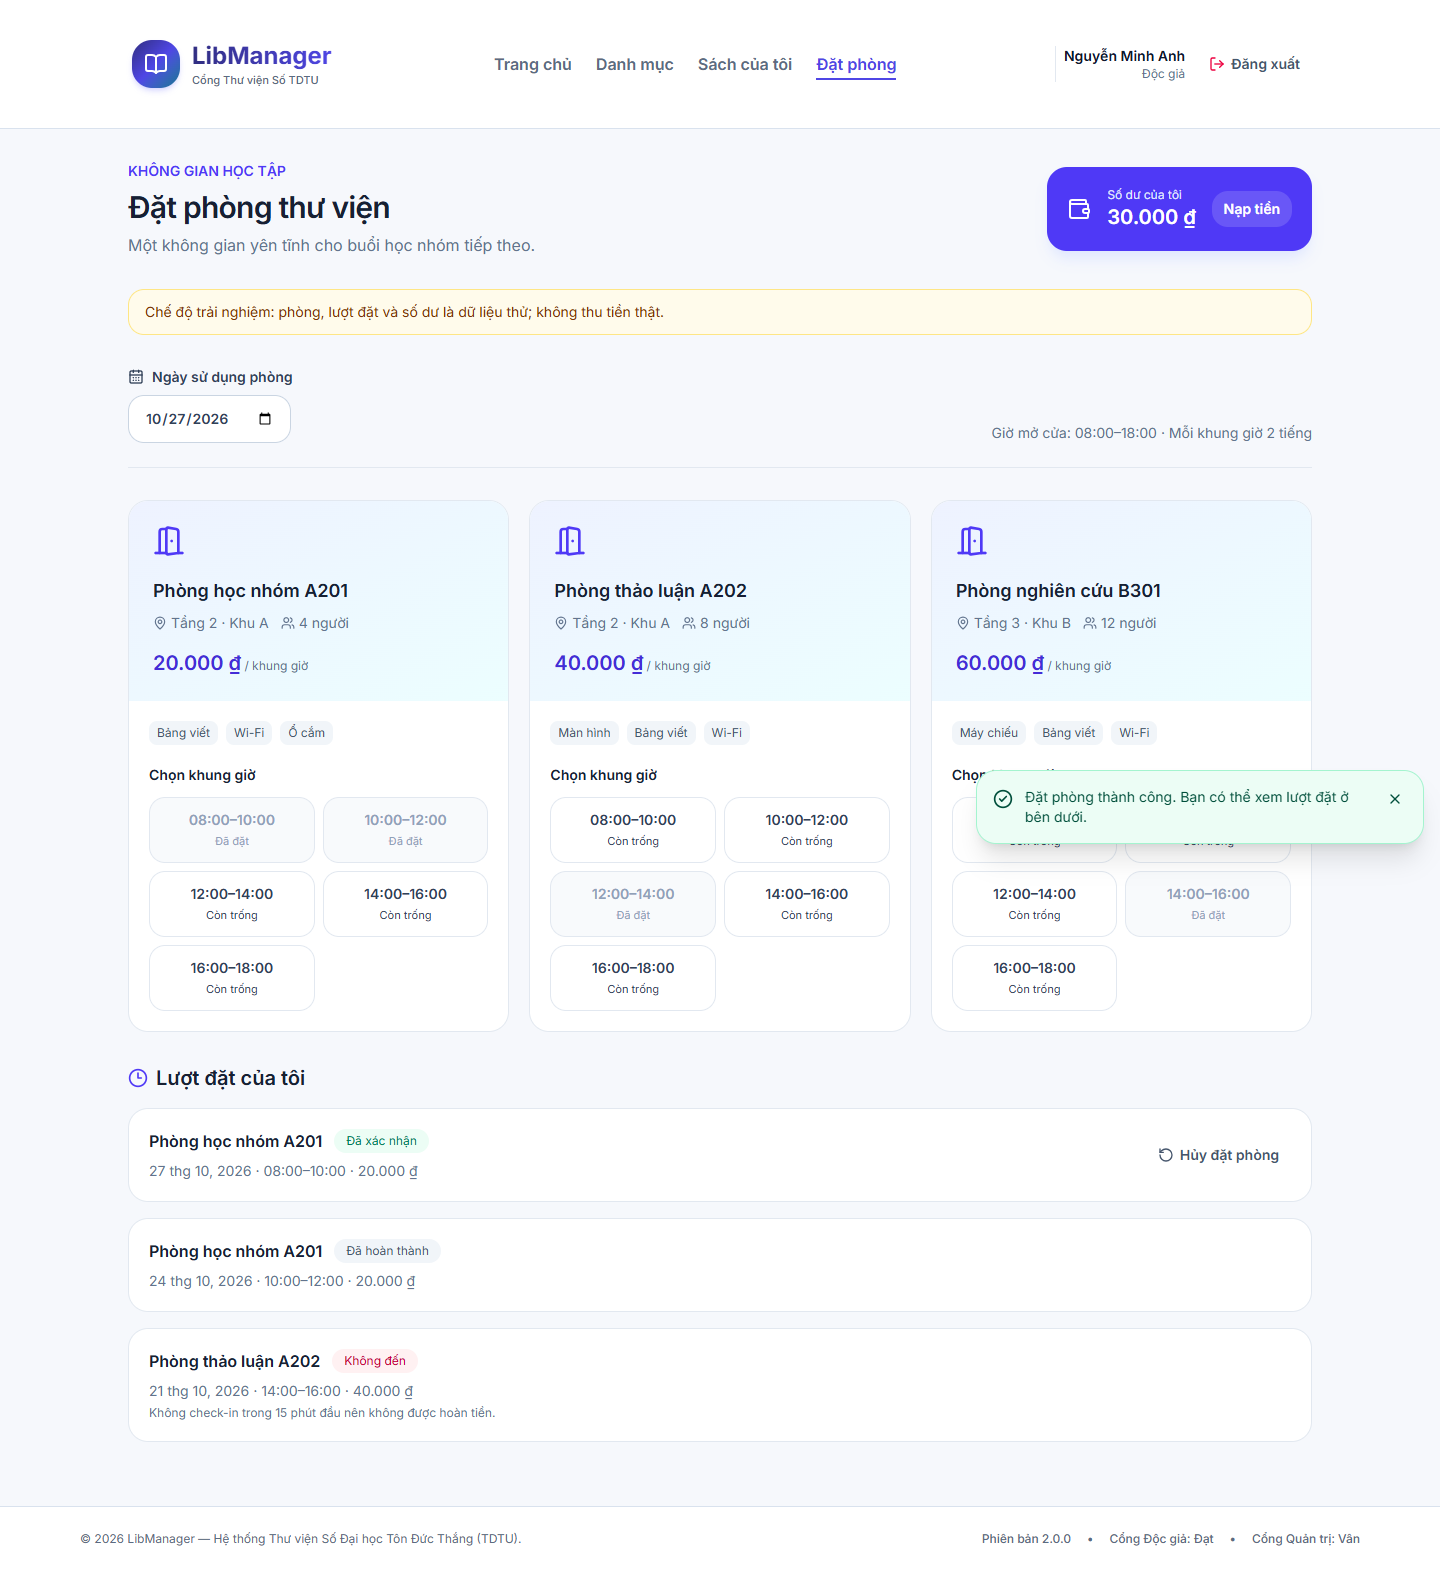 LibManager
Cổng Thư viện Số TDTU
Trang chủ
Danh mục
Sách của tôi
Đặt phòng
Nguyễn Minh Anh
Độc giả
Đăng xuất
KHÔNG GIAN HỌC TẬP
Đặt phòng thư viện
Một không gian yên tĩnh cho buổi học nhóm tiếp theo.
Số dư của tôi
30.000 ₫
Nạp tiền
Chế độ trải nghiệm: phòng, lượt đặt và số dư là dữ liệu thử; không thu tiền thật.
Ngày sử dụng phòng
10/27/2026
Giờ mở cửa: 08:00–18:00 · Mỗi khung giờ 2 tiếng
Phòng học nhóm A201
Tầng 2 · Khu A 4 người
20.000 ₫ / khung giờ
Bảng viết
Wi-Fi
Ổ cắm
Chọn khung giờ
08:00–10:00
Đã đặt
10:00–12:00
Đã đặt
12:00–14:00
Còn trống
14:00–16:00
Còn trống
16:00–18:00
Còn trống
Phòng thảo luận A202
Tầng 2 · Khu A 8 người
40.000 ₫ / khung giờ
Màn hình
Bảng viết
Wi-Fi
Chọn khung giờ
08:00–10:00
Còn trống
10:00–12:00
Còn trống
12:00–14:00
Đã đặt
14:00–16:00
Còn trống
16:00–18:00
Còn trống
Phòng nghiên cứu B301
Tầng 3 · Khu B 12 người
60.000 ₫ / khung giờ
Máy chiếu
Bảng viết
Wi-Fi
Đặt phòng thành công. Bạn có thể xem lượt đặt ở
bên dưới.
12:00–14:00
Còn trống
14:00–16:00
Đã đặt
16:00–18:00
Còn trống
Lượt đặt của tôi
Phòng học nhóm A201 Đã xác nhận
27 thg 10, 2026 · 08:00–10:00 · 20.000 ₫
Hủy đặt phòng
Phòng học nhóm A201 Đã hoàn thành
24 thg 10, 2026 · 10:00–12:00 · 20.000 ₫
Phòng thảo luận A202 Không đến
21 thg 10, 2026 · 14:00–16:00 · 40.000 ₫
Không check-in trong 15 phút đầu nên không được hoàn tiền.
© 2026 LibManager — Hệ thống Thư viện Số Đại học Tôn Đức Thắng (TDTU).
Phiên bản 2.0.0 • Cổng Độc giả: Đạt • Cổng Quản trị: Vân